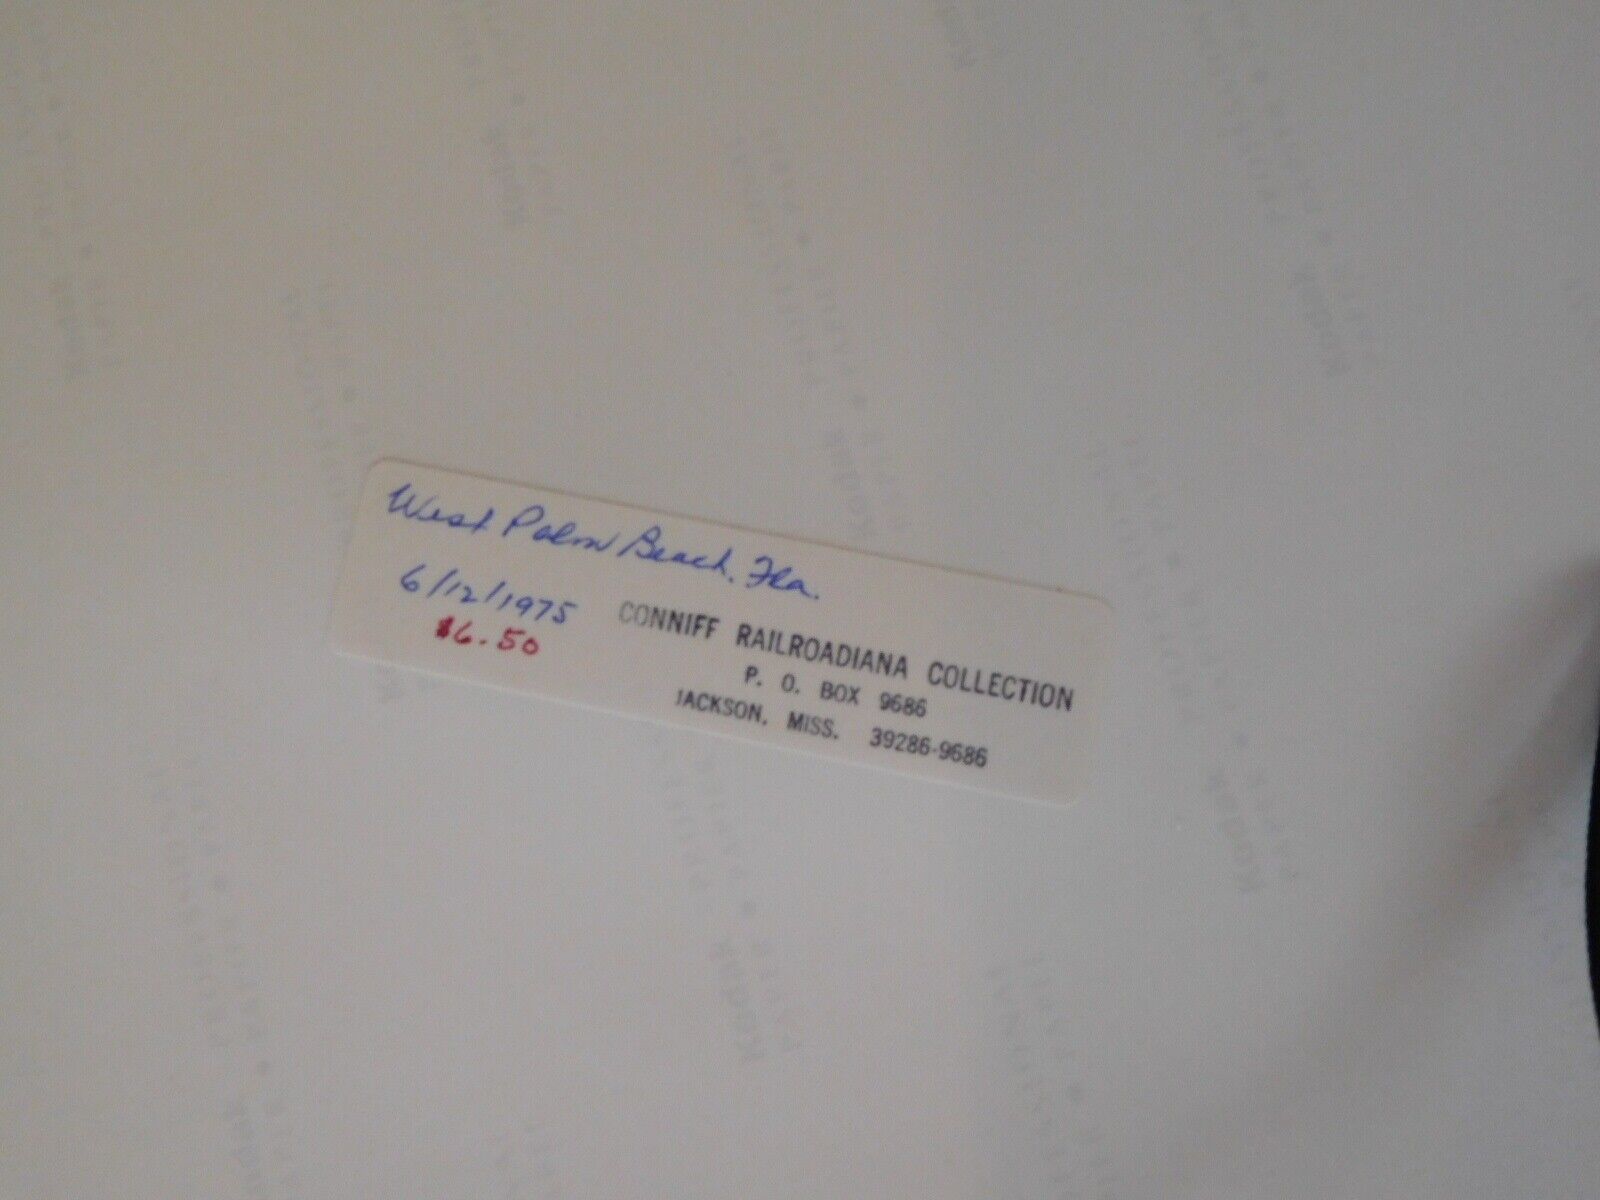 West Palm Beach, Fla.
6/12/1975
$6.50
CONNIFF RAILROADIANA COLLECTION
P. O. BOX 9686
JACKSON, MISS. 39286-9686